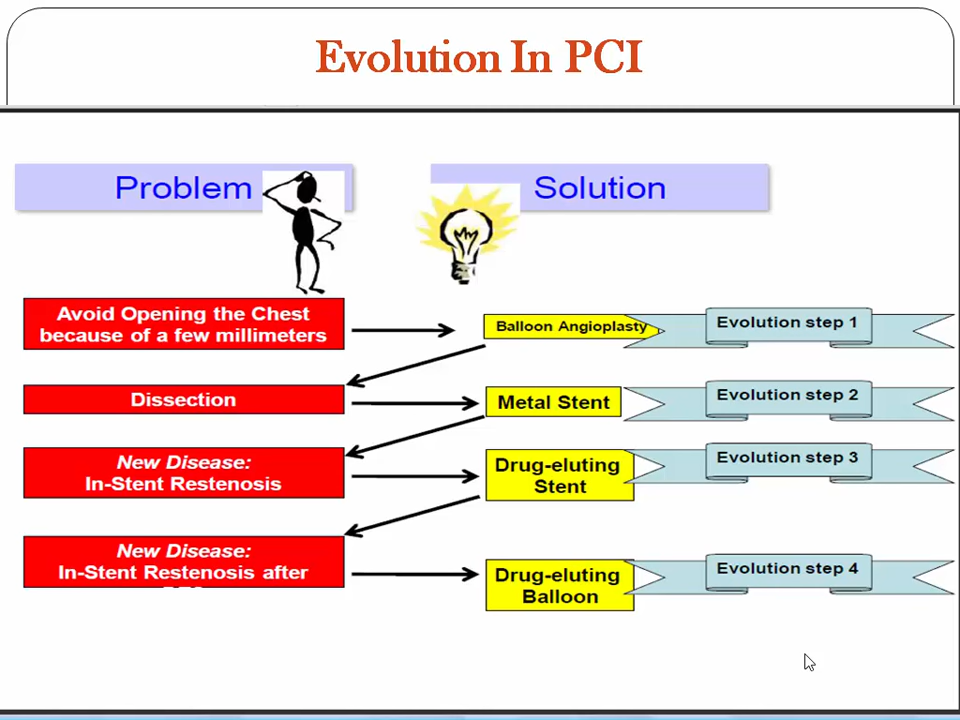 Evolution In PCI
Problem
Solution
Avoid Opening the Chest
because of a few millimeters
Balloon Angioplasty
Evolution step 1
Dissection
Metal Stent
Evolution step 2
New Disease:
In-Stent Restenosis
Drug-eluting
Stent
Evolution step 3
New Disease:
In-Stent Restenosis after
Drug-eluting
Balloon
Evolution step 4